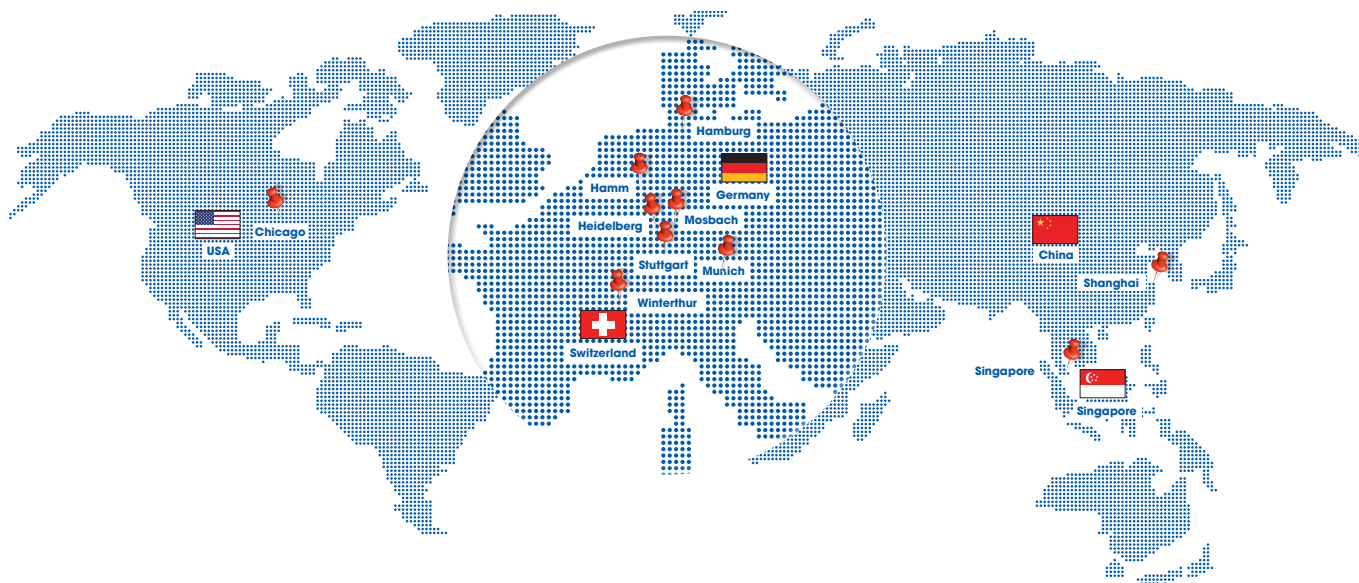 Hamburg
Hamm
Germany
Heidelberg
Mosbach
Chicago
USA
Stuttgart
Munich
China
Shanghai
Winterthur
Switzerland
Singapore
Singapore